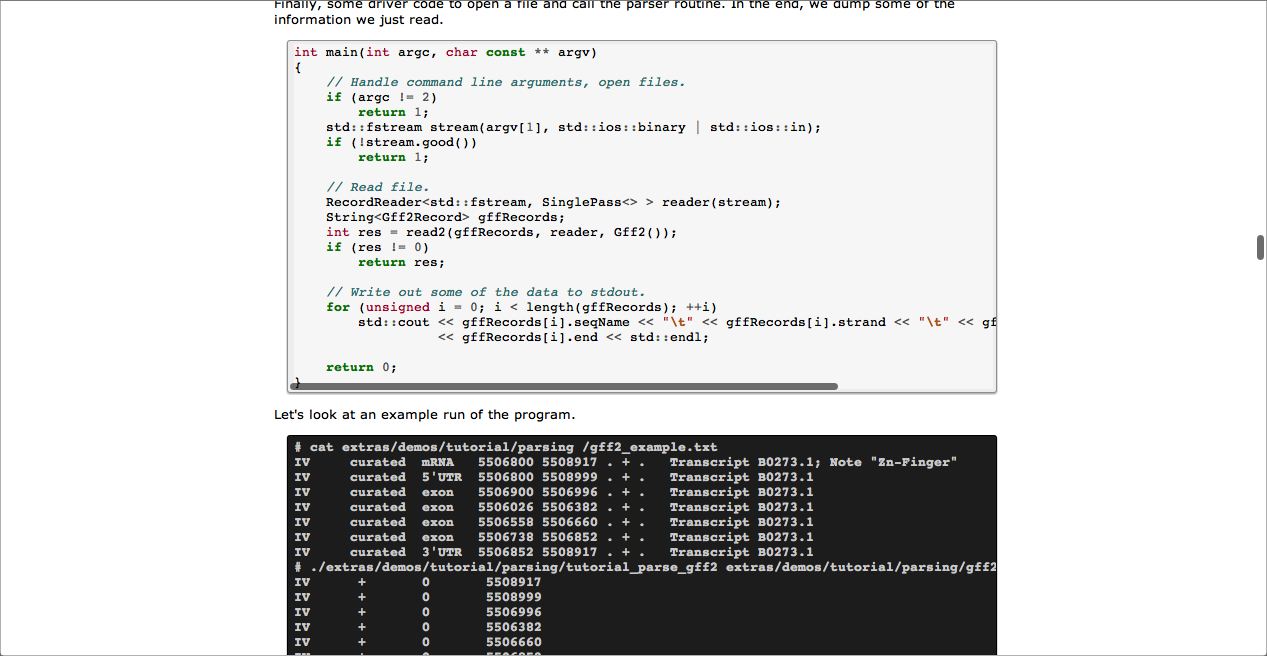 Finally, some driver code to open a file and call the parser routine. In the end, we dump some of the
information we just read.
int main(int argc, char const ** argv)
{
    // Handle command line arguments, open files.
    if (argc != 2)
        return 1;
    std::fstream stream(argv[1], std::ios::binary | std::ios::in);
    if (!stream.good())
        return 1;

    // Read file.
    RecordReader<std::fstream, SinglePass<> > reader(stream);
    String<Gff2Record> gffRecords;
    int res = read2(gffRecords, reader, Gff2());
    if (res != 0)
        return res;

    // Write out some of the data to stdout.
    for (unsigned i = 0; i < length(gffRecords); ++i)
        std::cout << gffRecords[i].seqName << "\t" << gffRecords[i].strand << "\t" << gf
                  << gffRecords[i].end << std::endl;

    return 0;
}
Let's look at an example run of the program.
# cat extras/demos/tutorial/parsing /gff2_example.txt
IV     curated  mRNA   5506800 5508917 . + .   Transcript B0273.1; Note "Zn-Finger"
IV     curated  5'UTR  5506800 5508999 . + .   Transcript B0273.1
IV     curated  exon   5506900 5506996 . + .   Transcript B0273.1
IV     curated  exon   5506026 5506382 . + .   Transcript B0273.1
IV     curated  exon   5506558 5506660 . + .   Transcript B0273.1
IV     curated  exon   5506738 5506852 . + .   Transcript B0273.1
IV     curated  3'UTR  5506852 5508917 . + .   Transcript B0273.1
# ./extras/demos/tutorial/parsing/tutorial_parse_gff2 extras/demos/tutorial/parsing/gff2
IV      +       0       5508917
IV      +       0       5508999
IV      +       0       5506996
IV      +       0       5506382
IV      +       0       5506660